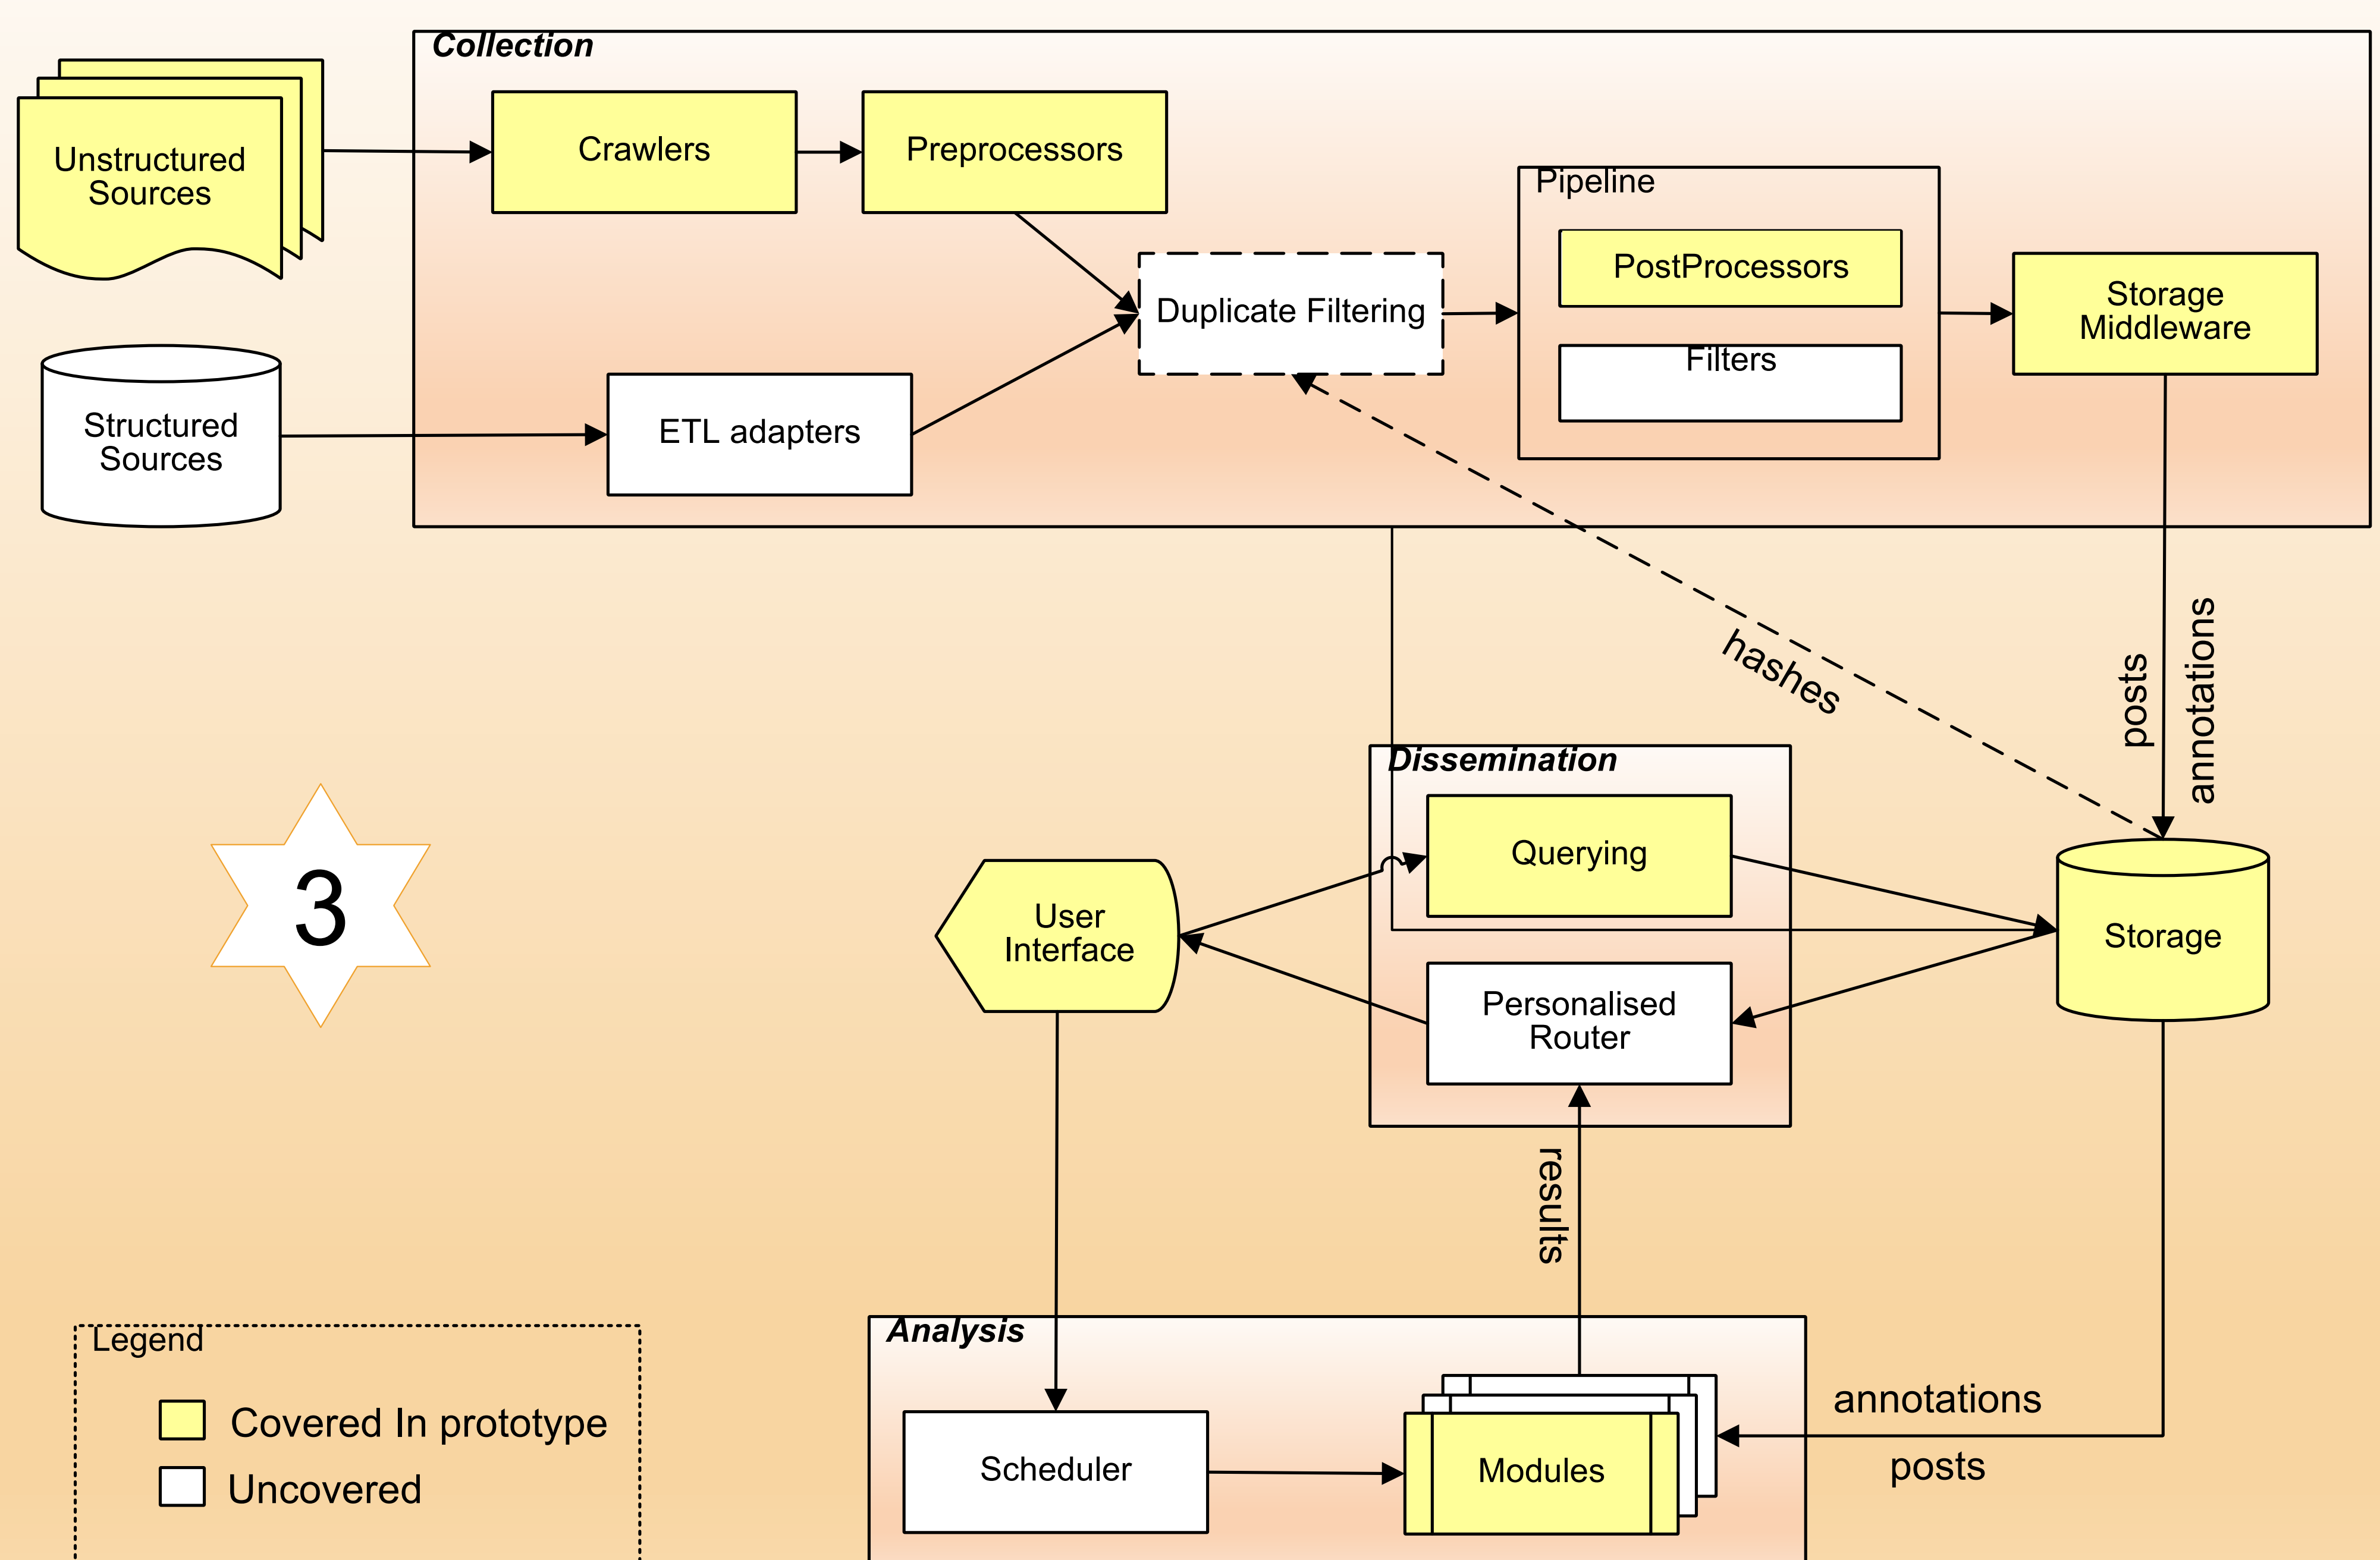 Collection
Unstructured
Sources
Crawlers
Preprocessors
Pipeline
PostProcessors
Filters
Duplicate Filtering
Storage
Middleware
Structured
Sources
ETL adapters
hashes
posts
annotations
Dissemination
Querying
3
User
Interface
Storage
Personalised
Router
results
Analysis
Scheduler
Modules
annotations
posts
Legend
Covered In prototype
Uncovered